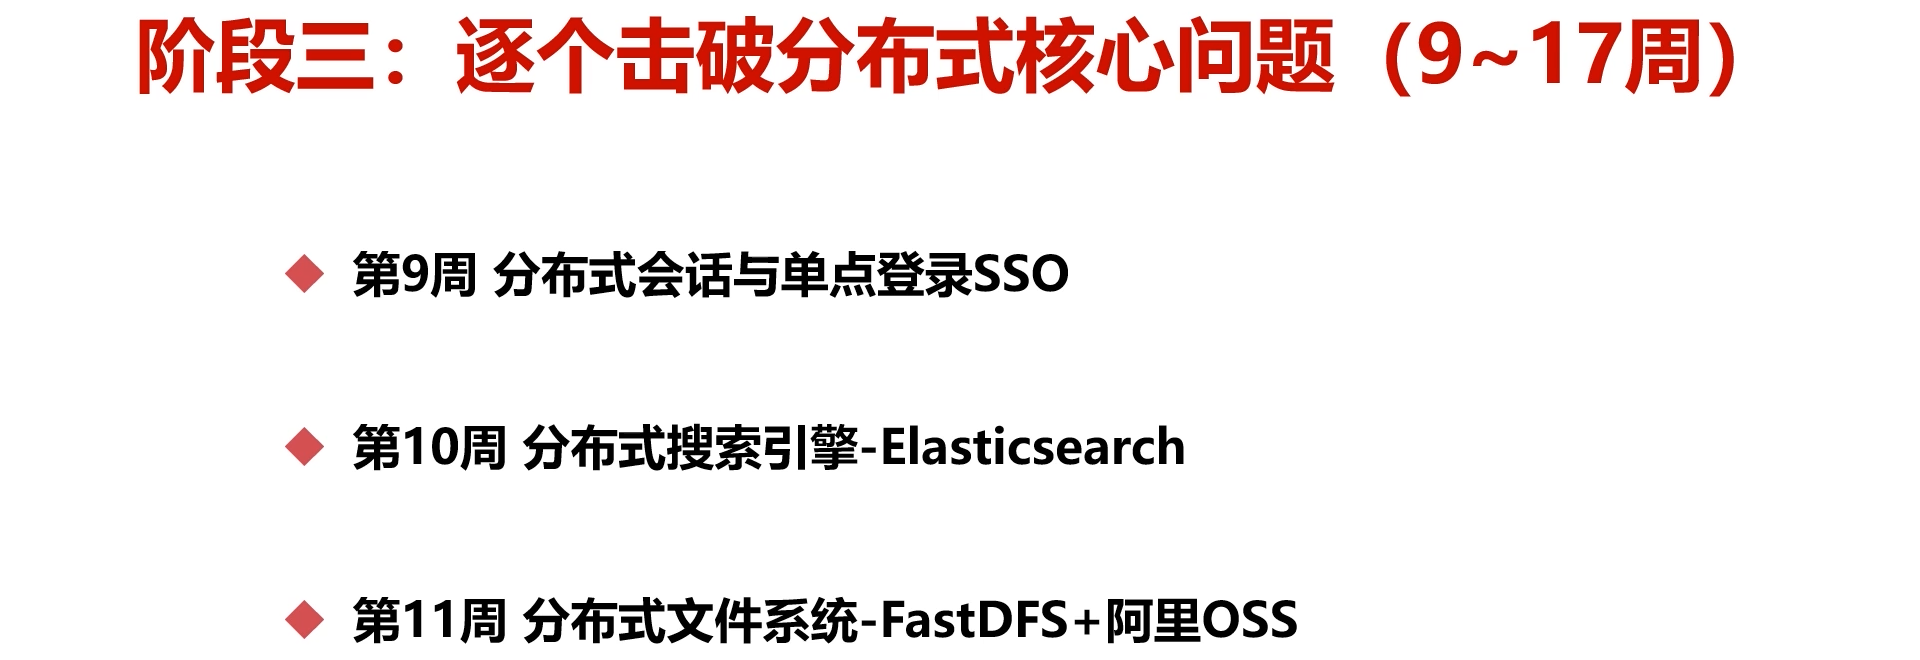 阶段三：逐个击破分布式核心问题（9~17周）
第9周 分布式会话与单点登录SSO
第10周 分布式搜索引擎-Elasticsearch
第11周 分布式文件系统-FastDFS+阿里OSS